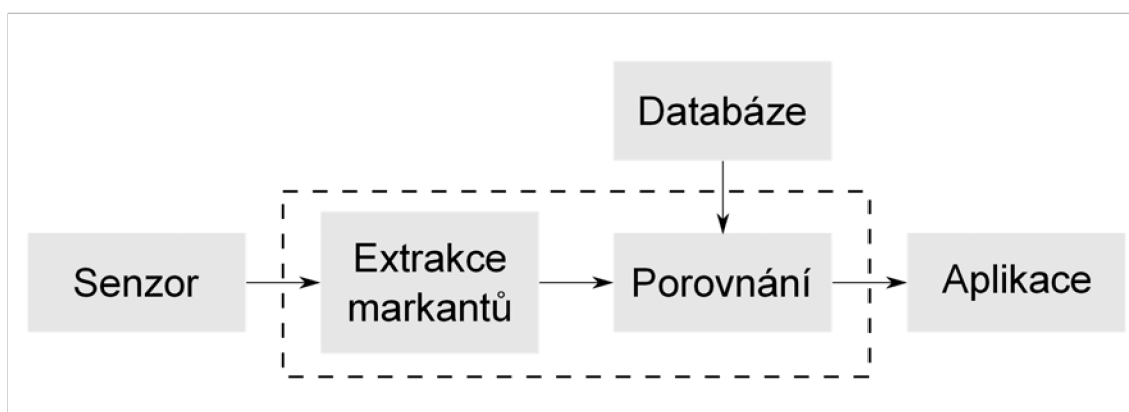 Databáze
Senzor
Extrakce
markantů
Porovnání
Aplikace